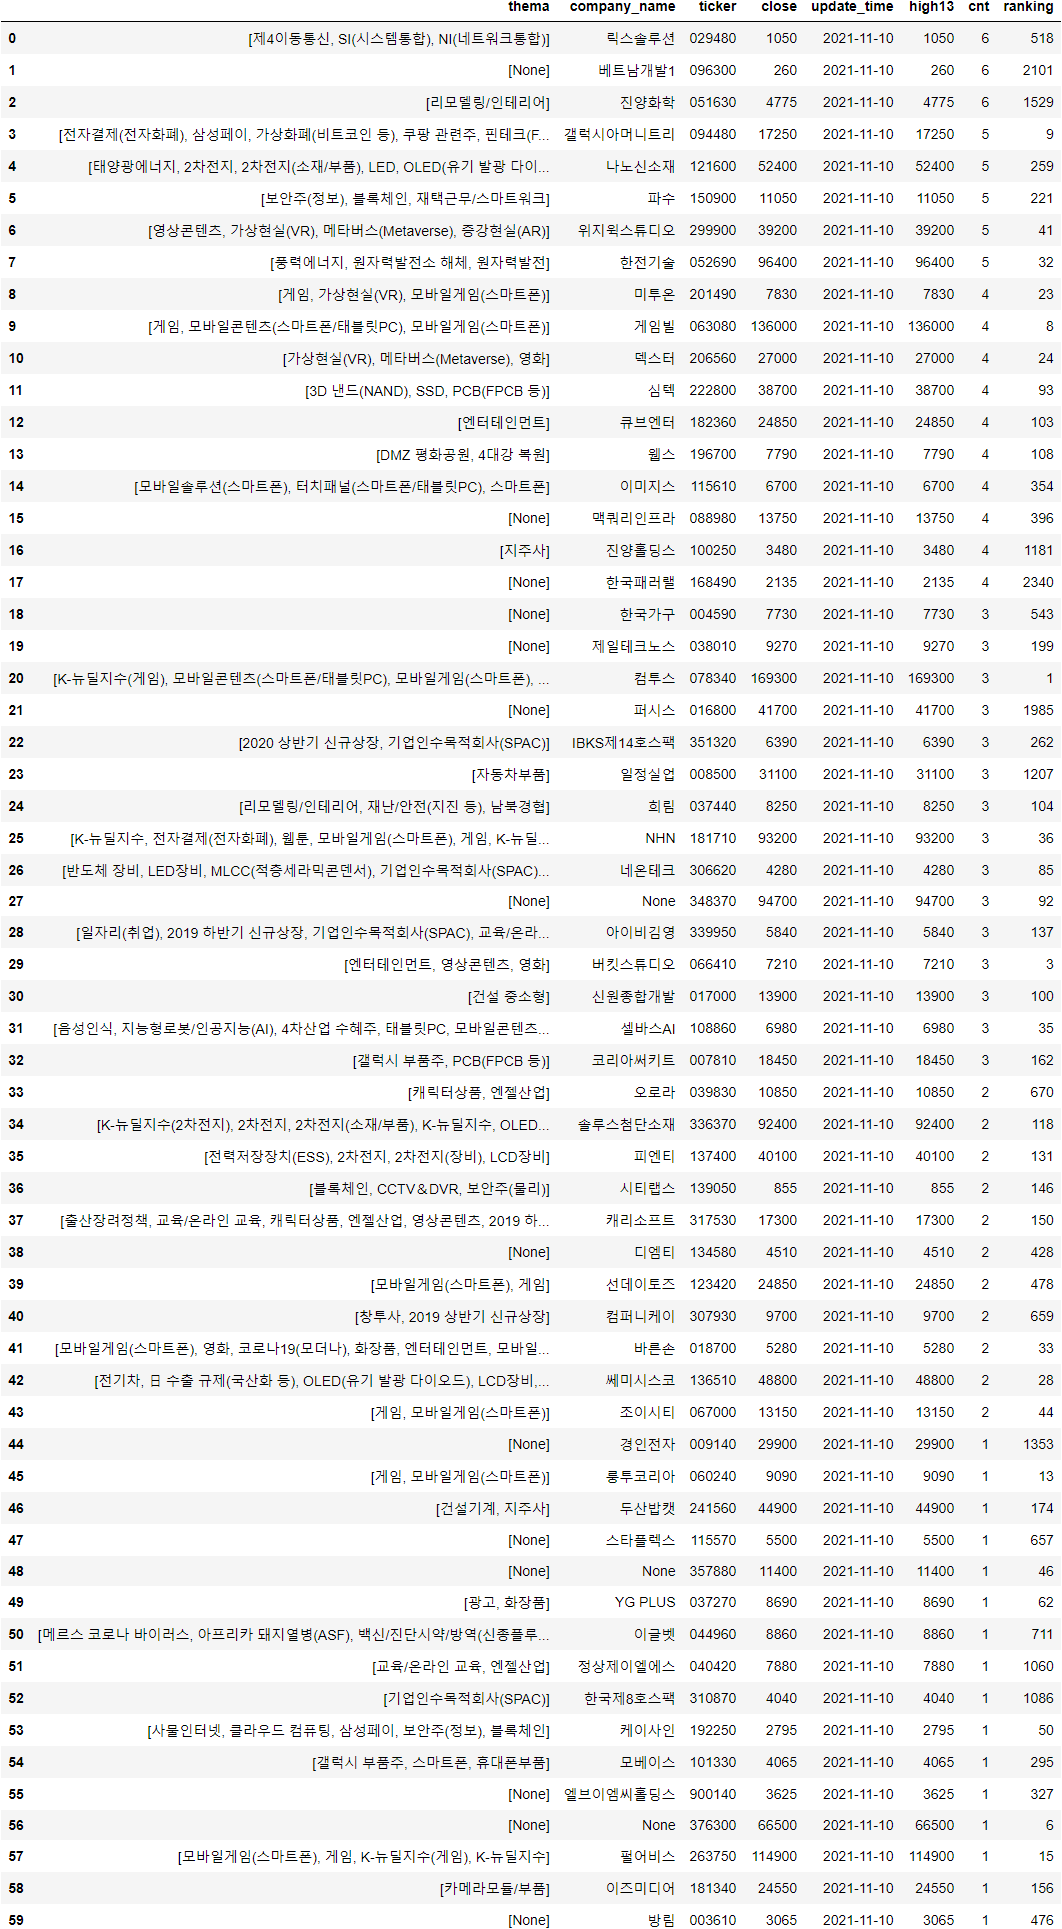 thema company_name ticker close update_time high13 cnt ranking
0 [제4이동통신, SI(시스템통합), NI(네트워크통합)] 릭스솔루션 029480 1050 2021-11-10 1050 6 518
1 [None] 베트남개발1 096300 260 2021-11-10 260 6 2101
2 [리모델링/인테리어] 진양화학 051630 4775 2021-11-10 4775 6 1529
3 [전자결제(전자화폐), 삼성페이, 가상화폐(비트코인 등), 쿠팡 관련주, 핀테크(F... 갤럭시아머니트리 094480 17250 2021-11-10 17250 5 9
4 [태양광에너지, 2차전지, 2차전지(소재/부품), LED, OLED(유기 발광 다이... 나노신소재 121600 52400 2021-11-10 52400 5 259
5 [보안주(정보), 블록체인, 재택근무/스마트워크] 파수 150900 11050 2021-11-10 11050 5 221
6 [영상콘텐츠, 가상현실(VR), 메타버스(Metaverse), 증강현실(AR)] 위지윅스튜디오 299900 39200 2021-11-10 39200 5 41
7 [풍력에너지, 원자력발전소 해체, 원자력발전] 한전기술 052690 96400 2021-11-10 96400 5 32
8 [게임, 가상현실(VR), 모바일게임(스마트폰)] 미투온 201490 7830 2021-11-10 7830 4 23
9 [게임, 모바일콘텐츠(스마트폰/태블릿PC), 모바일게임(스마트폰)] 게임빌 063080 136000 2021-11-10 136000 4 8
10 [가상현실(VR), 메타버스(Metaverse), 영화] 덱스터 206560 27000 2021-11-10 27000 4 24
11 [3D 낸드(NAND), SSD, PCB(FPCB 등)] 심텍 222800 38700 2021-11-10 38700 4 93
12 [엔터테인먼트] 큐브엔터 182360 24850 2021-11-10 24850 4 103
13 [DMZ 평화공원, 4대강 복원] 웰스 196700 7790 2021-11-10 7790 4 108
14 [모바일솔루션(스마트폰), 터치패널(스마트폰/태블릿PC), 스마트폰] 이미지스 115610 6700 2021-11-10 6700 4 354
15 [None] 맥쿼리인프라 088980 13750 2021-11-10 13750 4 396
16 [지주사] 진양홀딩스 100250 3480 2021-11-10 3480 4 1181
17 [None] 한국패러랠 168490 2135 2021-11-10 2135 4 2340
18 [None] 한국가구 004590 7730 2021-11-10 7730 3 543
19 [None] 제일테크노스 038010 9270 2021-11-10 9270 3 199
20 [K-뉴딜지수(게임), 모바일콘텐츠(스마트폰/태블릿PC), 모바일게임(스마트폰), ... 컴투스 078340 169300 2021-11-10 169300 3 1
21 [None] 퍼시스 016800 41700 2021-11-10 41700 3 1985
22 [2020 상반기 신규상장, 기업인수목적회사(SPAC)] IBKS제14호스팩 351320 6390 2021-11-10 6390 3 262
23 [자동차부품] 일정실업 008500 31100 2021-11-10 31100 3 1207
24 [리모델링/인테리어, 재난/안전(지진 등), 남북경협] 희림 037440 8250 2021-11-10 8250 3 104
25 [K-뉴딜지수, 전자결제(전자화폐), 웹툰, 모바일게임(스마트폰), 게임, K-뉴딜... NHN 181710 93200 2021-11-10 93200 3 36
26 [반도체 장비, LED장비, MLCC(적층세라믹콘덴서), 기업인수목적회사(SPAC)... 네온테크 306620 4280 2021-11-10 4280 3 85
27 [None] None 348370 94700 2021-11-10 94700 3 92
28 [일자리(취업), 2019 하반기 신규상장, 기업인수목적회사(SPAC), 교육/온라... 아이비김영 339950 5840 2021-11-10 5840 3 137
29 [엔터테인먼트, 영상콘텐츠, 영화] 버킷스튜디오 066410 7210 2021-11-10 7210 3 3
30 [건설 중소형] 신원종합개발 017000 13900 2021-11-10 13900 3 100
31 [음성인식, 지능형로봇/인공지능(AI), 4차산업 수혜주, 태블릿PC, 모바일콘텐츠... 셀바스AI 108860 6980 2021-11-10 6980 3 35
32 [갤럭시 부품주, PCB(FPCB 등)] 코리아써키트 007810 18450 2021-11-10 18450 3 162
33 [캐릭터상품, 엔젤산업] 오로라 039830 10850 2021-11-10 10850 2 670
34 [K-뉴딜지수(2차전지), 2차전지, 2차전지(소재/부품), K-뉴딜지수, OLED... 솔루스첨단소재 336370 92400 2021-11-10 92400 2 118
35 [전력저장장치(ESS), 2차전지, 2차전지(장비), LCD장비] 피엔티 137400 40100 2021-11-10 40100 2 131
36 [블록체인, CCTV&DVR, 보안주(물리)] 시티랩스 139050 855 2021-11-10 855 2 146
37 [출산장려정책, 교육/온라인 교육, 캐릭터상품, 엔젤산업, 영상콘텐츠, 2019 하... 캐리소프트 317530 17300 2021-11-10 17300 2 150
38 [None] 디엠티 134580 4510 2021-11-10 4510 2 428
39 [모바일게임(스마트폰), 게임] 선데이토즈 123420 24850 2021-11-10 24850 2 478
40 [창투사, 2019 상반기 신규상장] 컴퍼니케이 307930 9700 2021-11-10 9700 2 659
41 [모바일게임(스마트폰), 영화, 코로나19(모더나), 화장품, 엔터테인먼트, 모바일... 바른손 018700 5280 2021-11-10 5280 2 33
42 [전기차, 日 수출 규제(국산화 등), OLED(유기 발광 다이오드), LCD장비,... 쎄미시스코 136510 48800 2021-11-10 48800 2 28
43 [게임, 모바일게임(스마트폰)] 조이시티 067000 13150 2021-11-10 13150 2 44
44 [None] 경인전자 009140 29900 2021-11-10 29900 1 1353
45 [게임, 모바일게임(스마트폰)] 룽투코리아 060240 9090 2021-11-10 9090 1 13
46 [건설기계, 지주사] 두산밥캣 241560 44900 2021-11-10 44900 1 174
47 [None] 스타플렉스 115570 5500 2021-11-10 5500 1 657
48 [None] None 357880 11400 2021-11-10 11400 1 46
49 [광고, 화장품] YG PLUS 037270 8690 2021-11-10 8690 1 62
50 [메르스 코로나 바이러스, 아프리카 돼지열병(ASF), 백신/진단시약/방역(신종플루... 이글벳 044960 8860 2021-11-10 8860 1 711
51 [교육/온라인 교육, 엔젤산업] 정상제이엘에스 040420 7880 2021-11-10 7880 1 1060
52 [기업인수목적회사(SPAC)] 한국제8호스팩 310870 4040 2021-11-10 4040 1 1086
53 [사물인터넷, 클라우드 컴퓨팅, 삼성페이, 보안주(정보), 블록체인] 케이사인 192250 2795 2021-11-10 2795 1 50
54 [갤럭시 부품주, 스마트폰, 휴대폰부품] 모베이스 101330 4065 2021-11-10 4065 1 295
55 [None] 엘브이엠씨홀딩스 900140 3625 2021-11-10 3625 1 327
56 [None] None 376300 66500 2021-11-10 66500 1 6
57 [모바일게임(스마트폰), 게임, K-뉴딜지수(게임), K-뉴딜지수] 펄어비스 263750 114900 2021-11-10 114900 1 15
58 [카메라모듈/부품] 이즈미디어 181340 24550 2021-11-10 24550 1 156
59 [None] 방림 003610 3065 2021-11-10 3065 1 476